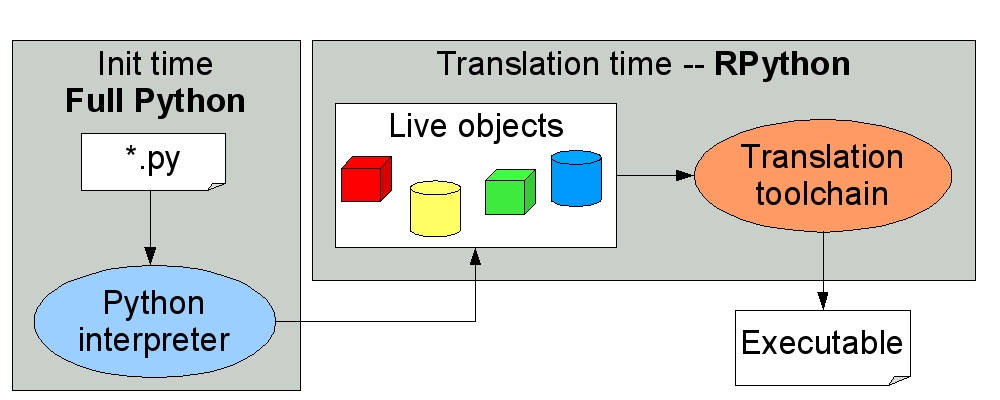 Init time
Full Python
*.py
Python
interpreter
Translation time -- RPython
Live objects
Translation
toolchain
Executable